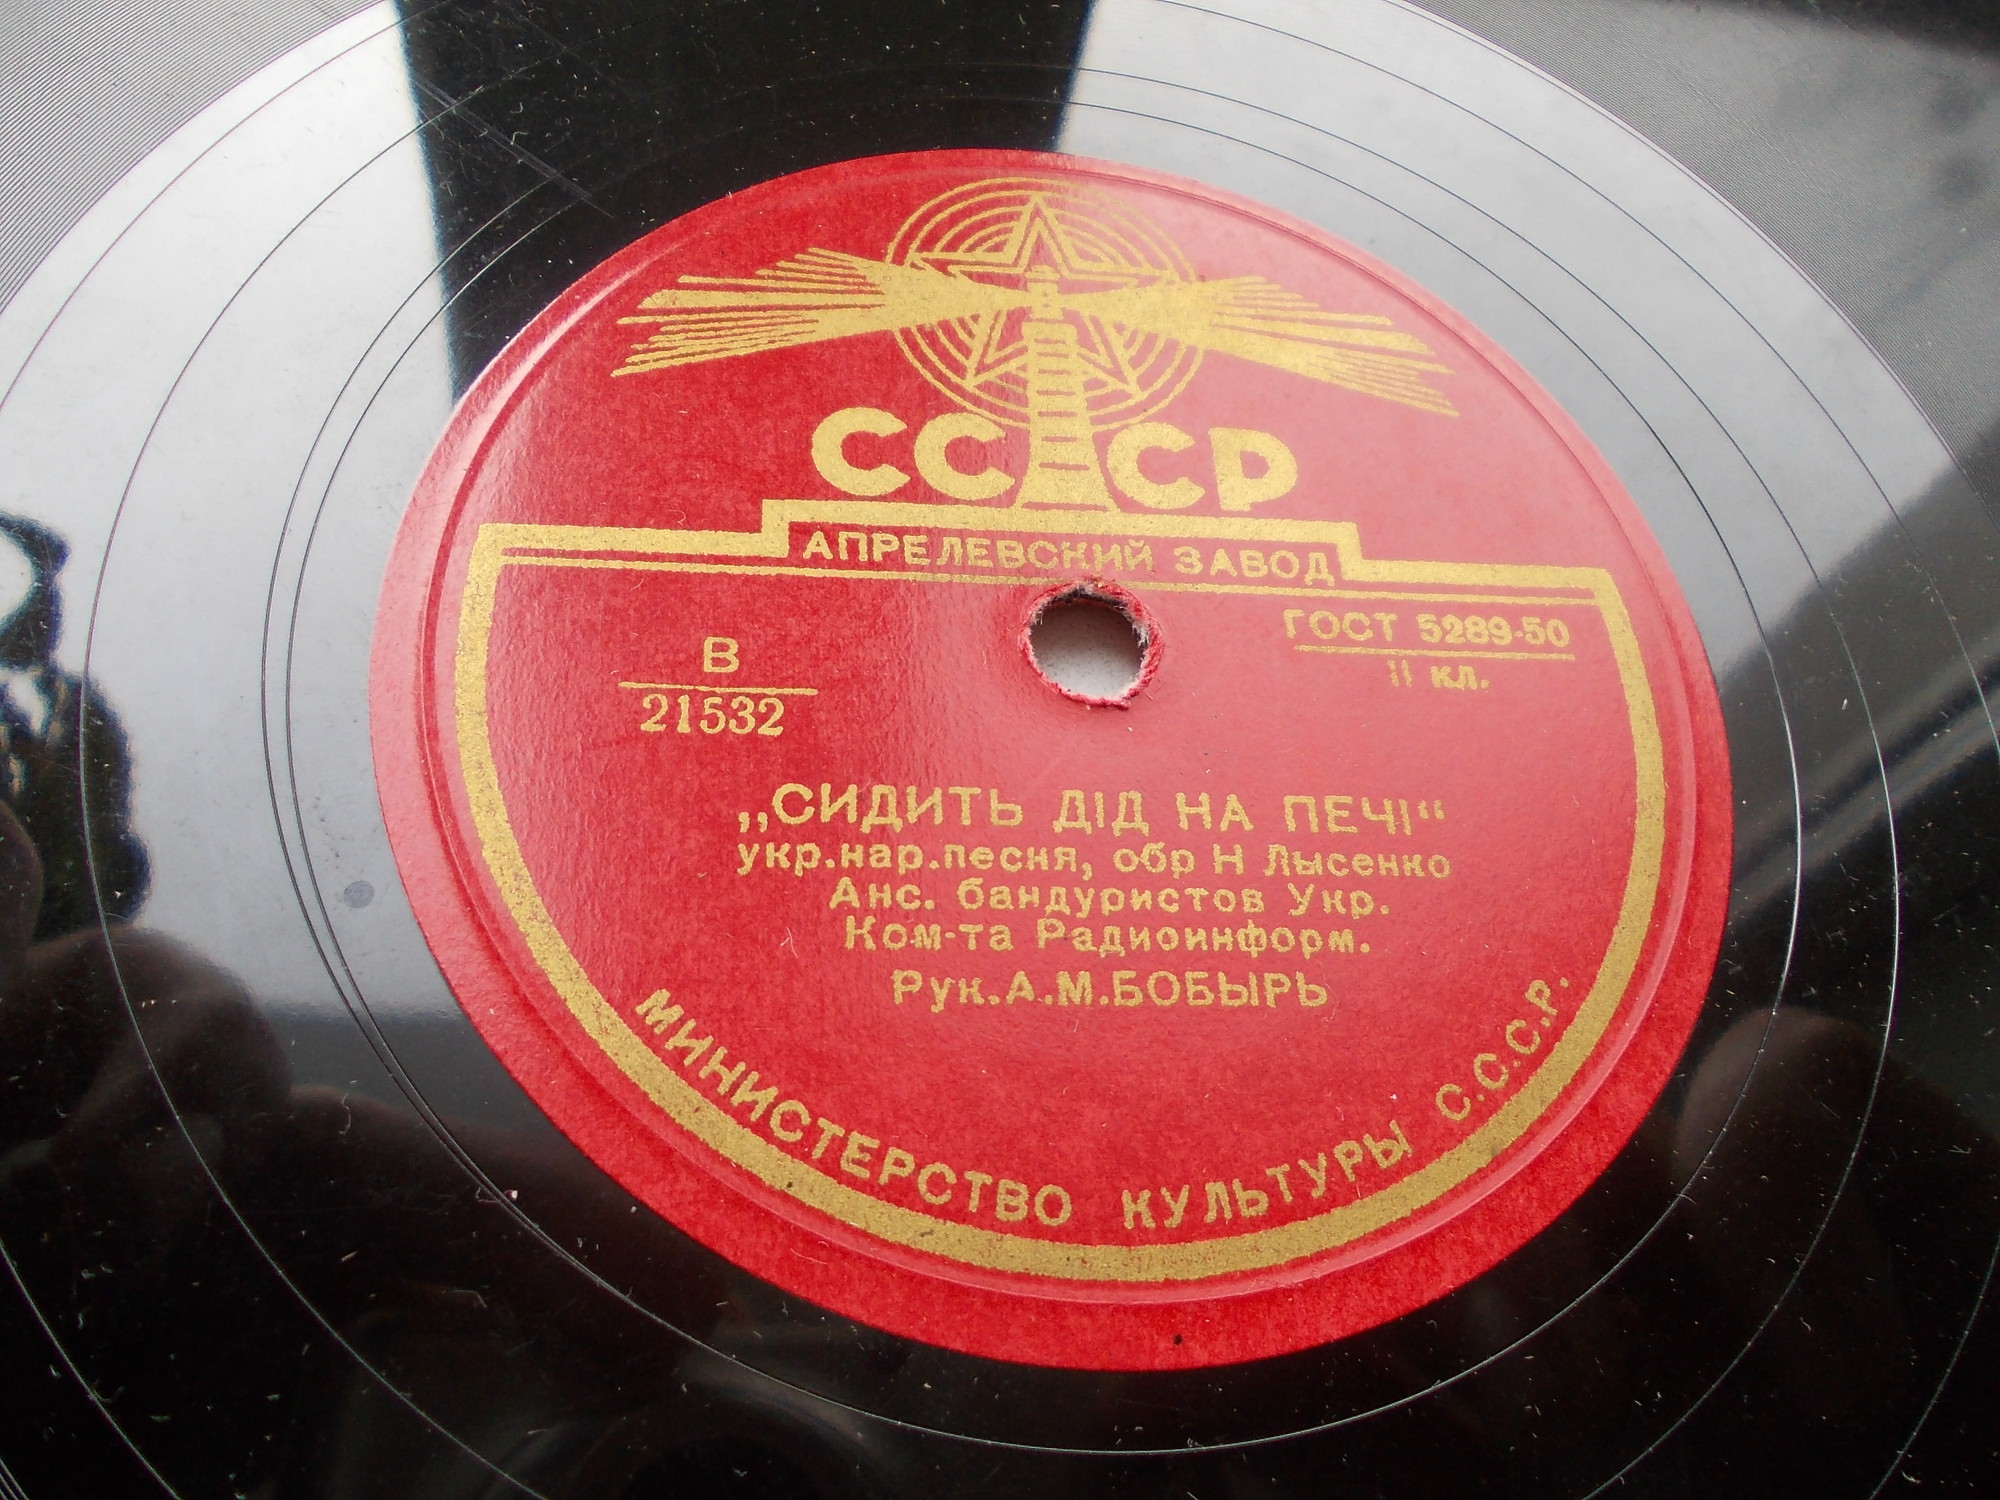 СССР
АПРЕЛЕВСКИЙ ЗАВОД
ГОСТ 5289-50
II кл.
В
21532
„СИДИТЬ ДІД НА ПЕЧІ“
укр.нар.песня, обр Н Лысенко
Анс. бандуристов Укр.
Ком-та Радиоинформ.
Рук.А.М.БОБЫРЬ
МИНИСТЕРСТВО КУЛЬТУРЫ С.С.С.Р.